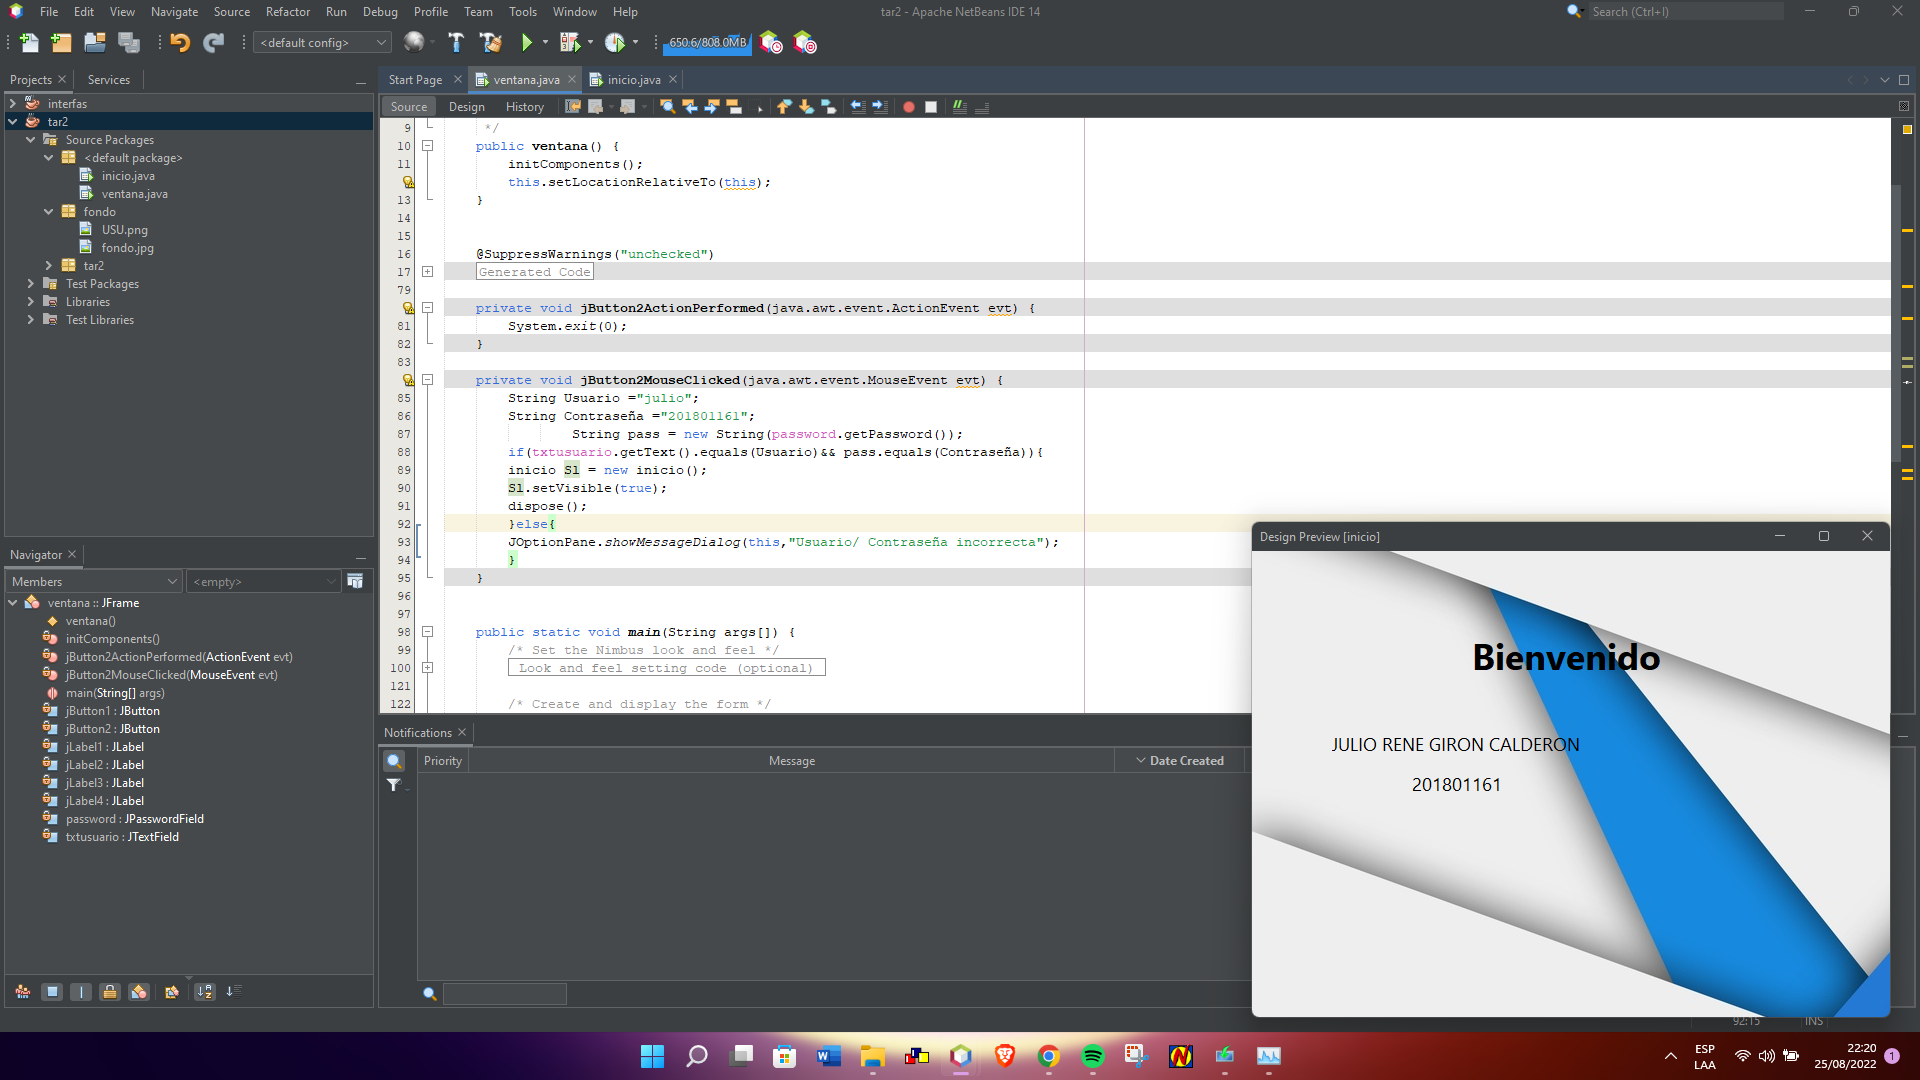 File Edit View Navigate Source Refactor Run Debug Profile Team Tools Window Help
tar2 - Apache NetBeans IDE 14
Search (Ctrl+I)
<default config>
650.6/808.0MB
Projects
Services
interfas
tar2
Source Packages
<default package>
inicio.java
ventana.java
fondo
USU.png
fondo.jpg
tar2
Test Packages
Libraries
Test Libraries
Navigator
Members
<empty>
ventana :: JFrame
ventana()
initComponents()
jButton2ActionPerformed(ActionEvent evt)
jButton2MouseClicked(MouseEvent evt)
main(String[] args)
jButton1 : JButton
jButton2 : JButton
jLabel1 : JLabel
jLabel2 : JLabel
jLabel3 : JLabel
jLabel4 : JLabel
password : JPasswordField
txtusuario : JTextField
Start Page
ventana.java
inicio.java
Source Design History
9 */
10 public ventana() {
11 initComponents();
this.setLocationRelativeTo(this);
13 }
14
15
16 @SuppressWarnings("unchecked")
17 Generated Code
79
private void jButton2ActionPerformed(java.awt.event.ActionEvent evt) {
81 System.exit(0);
82 }
83
private void jButton2MouseClicked(java.awt.event.MouseEvent evt) {
85 String Usuario ="julio";
86 String Contraseña ="201801161";
87 String pass = new String(password.getPassword());
88 if(txtusuario.getText().equals(Usuario)&& pass.equals(Contraseña)){
89 inicio Sl = new inicio();
90 Sl.setVisible(true);
91 dispose();
92 }else{
93 JOptionPane.showMessageDialog(this,"Usuario/ Contraseña incorrecta");
94 }
95 }
96
97
98 public static void main(String args[]) {
99 /* Set the Nimbus look and feel */
100 Look and feel setting code (optional)
121
122 /* Create and display the form */
Notifications
Priority
Message
Date Created
Design Preview [inicio]
Bienvenido
JULIO RENE GIRON CALDERON
201801161
92:15
INS
ESP
LAA
22:20
25/08/2022
1